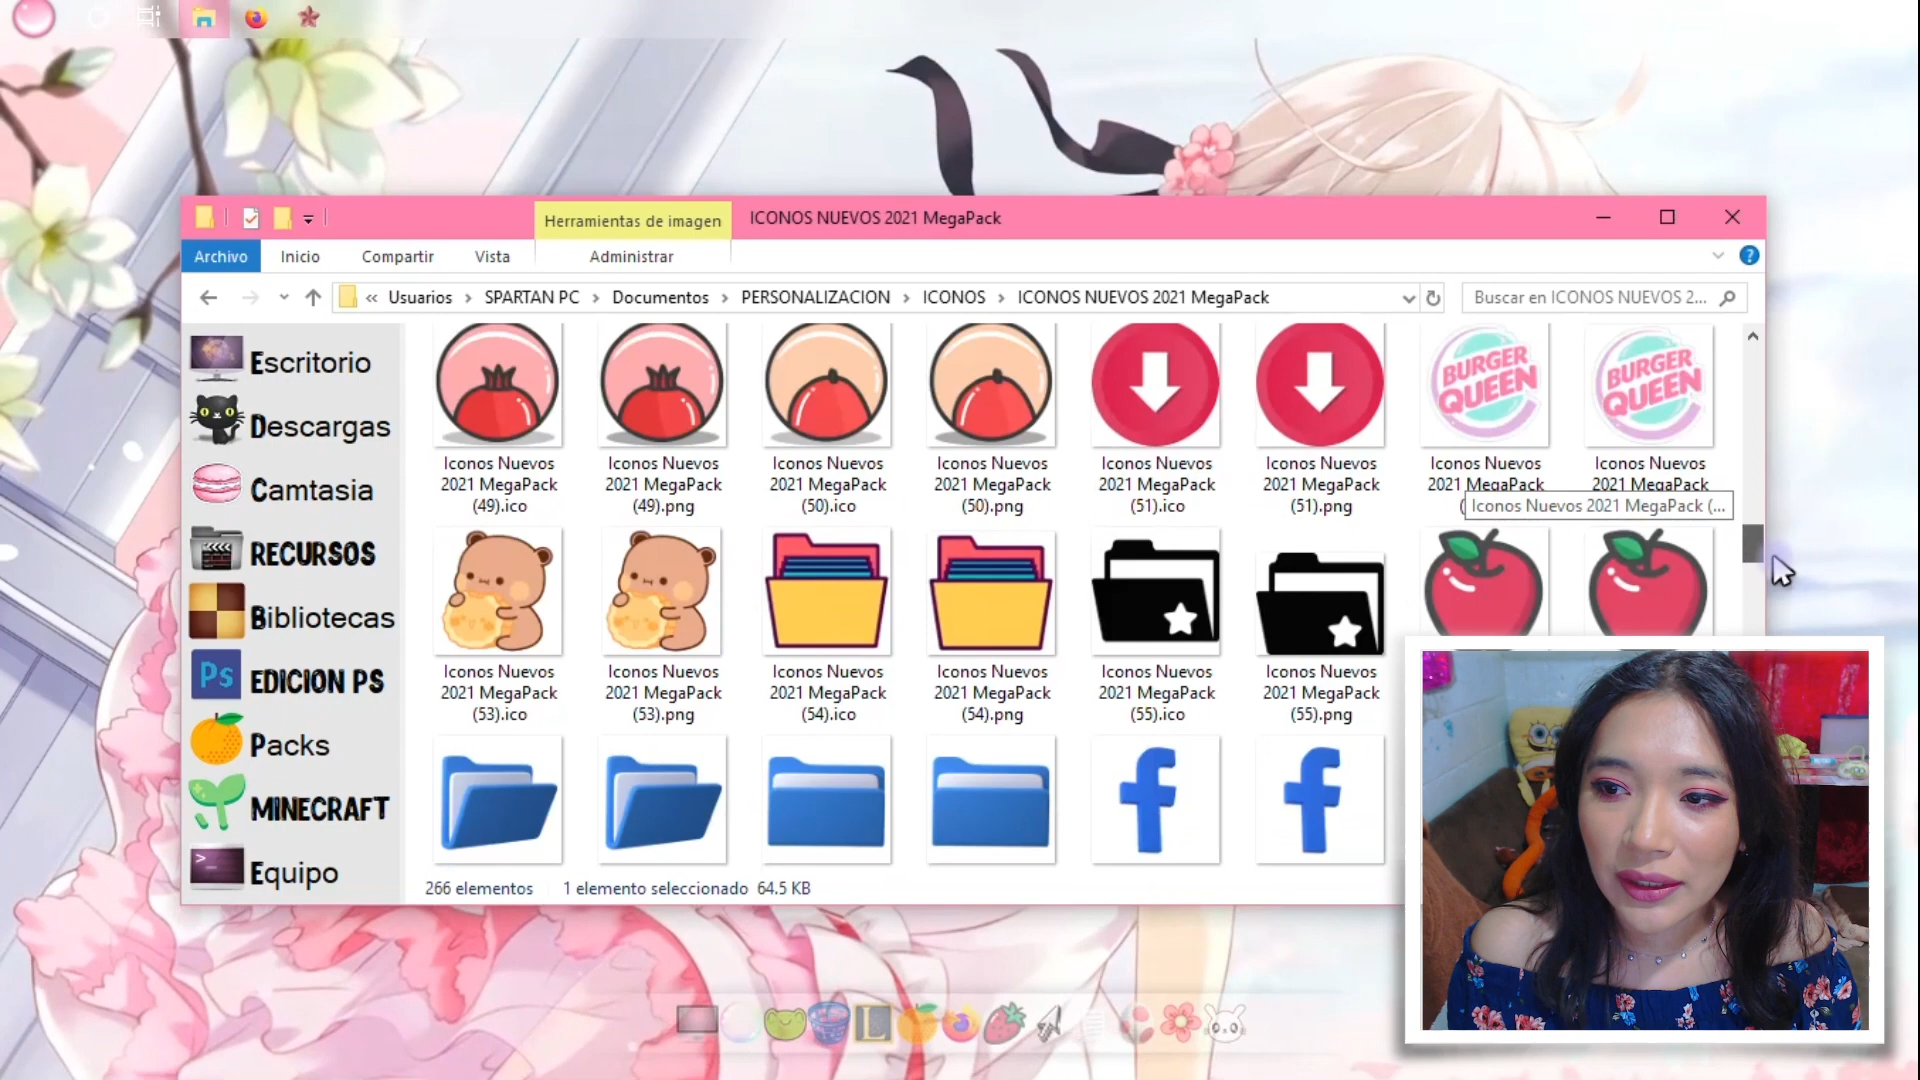 Herramientas de imagen
ICONOS NUEVOS 2021 MegaPack
Archivo
Inicio
Compartir
Vista
Administrar
« Usuarios > SPARTAN PC > Documentos > PERSONALIZACION > ICONOS > ICONOS NUEVOS 2021 MegaPack
Buscar en ICONOS NUEVOS 2...
Escritorio
Descargas
Camtasia
RECURSOS
Bibliotecas
Ps
EDICION PS
Packs
MINECRAFT
Equipo
BURGER
QUEEN
BURGER
QUEEN
Iconos Nuevos
2021 MegaPack
(49).ico
Iconos Nuevos
2021 MegaPack
(49).png
Iconos Nuevos
2021 MegaPack
(50).ico
Iconos Nuevos
2021 MegaPack
(50).png
Iconos Nuevos
2021 MegaPack
(51).ico
Iconos Nuevos
2021 MegaPack
(51).png
Iconos Nuevos
2021 MegaPack
Iconos Nuevos
2021 MegaPack
Iconos Nuevos 2021 MegaPack (...
Iconos Nuevos
2021 MegaPack
(53).ico
Iconos Nuevos
2021 MegaPack
(53).png
Iconos Nuevos
2021 MegaPack
(54).ico
Iconos Nuevos
2021 MegaPack
(54).png
Iconos Nuevos
2021 MegaPack
(55).ico
Iconos Nuevos
2021 MegaPack
(55).png
f
f
266 elementos
1 elemento seleccionado 64.5 KB
L